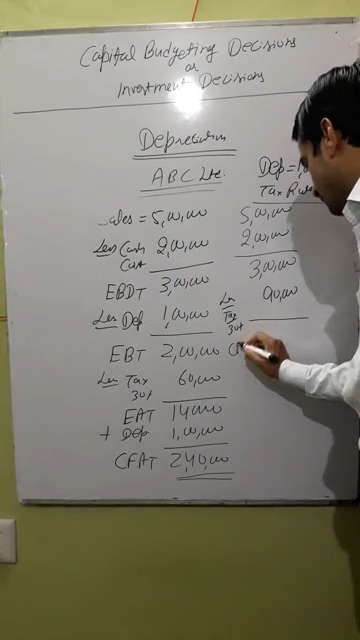 Capital Budgeting Decisions
or
Investment Decisions
Depreciation
ABC Ltd.
Dep = 1,
Tax Rate
Sales = 5,00,000 5,00,000
Less Cash Cost 2,00,000 2,00,000
EBDT 3,00,000 3,00,000
Less Dep 1,00,000 Less Tax 30% 90,000
EBT 2,00,000 C
Less Tax 30% 60,000
EAT 14000
+ Dep 1,00,000
CFAT 2,40,000